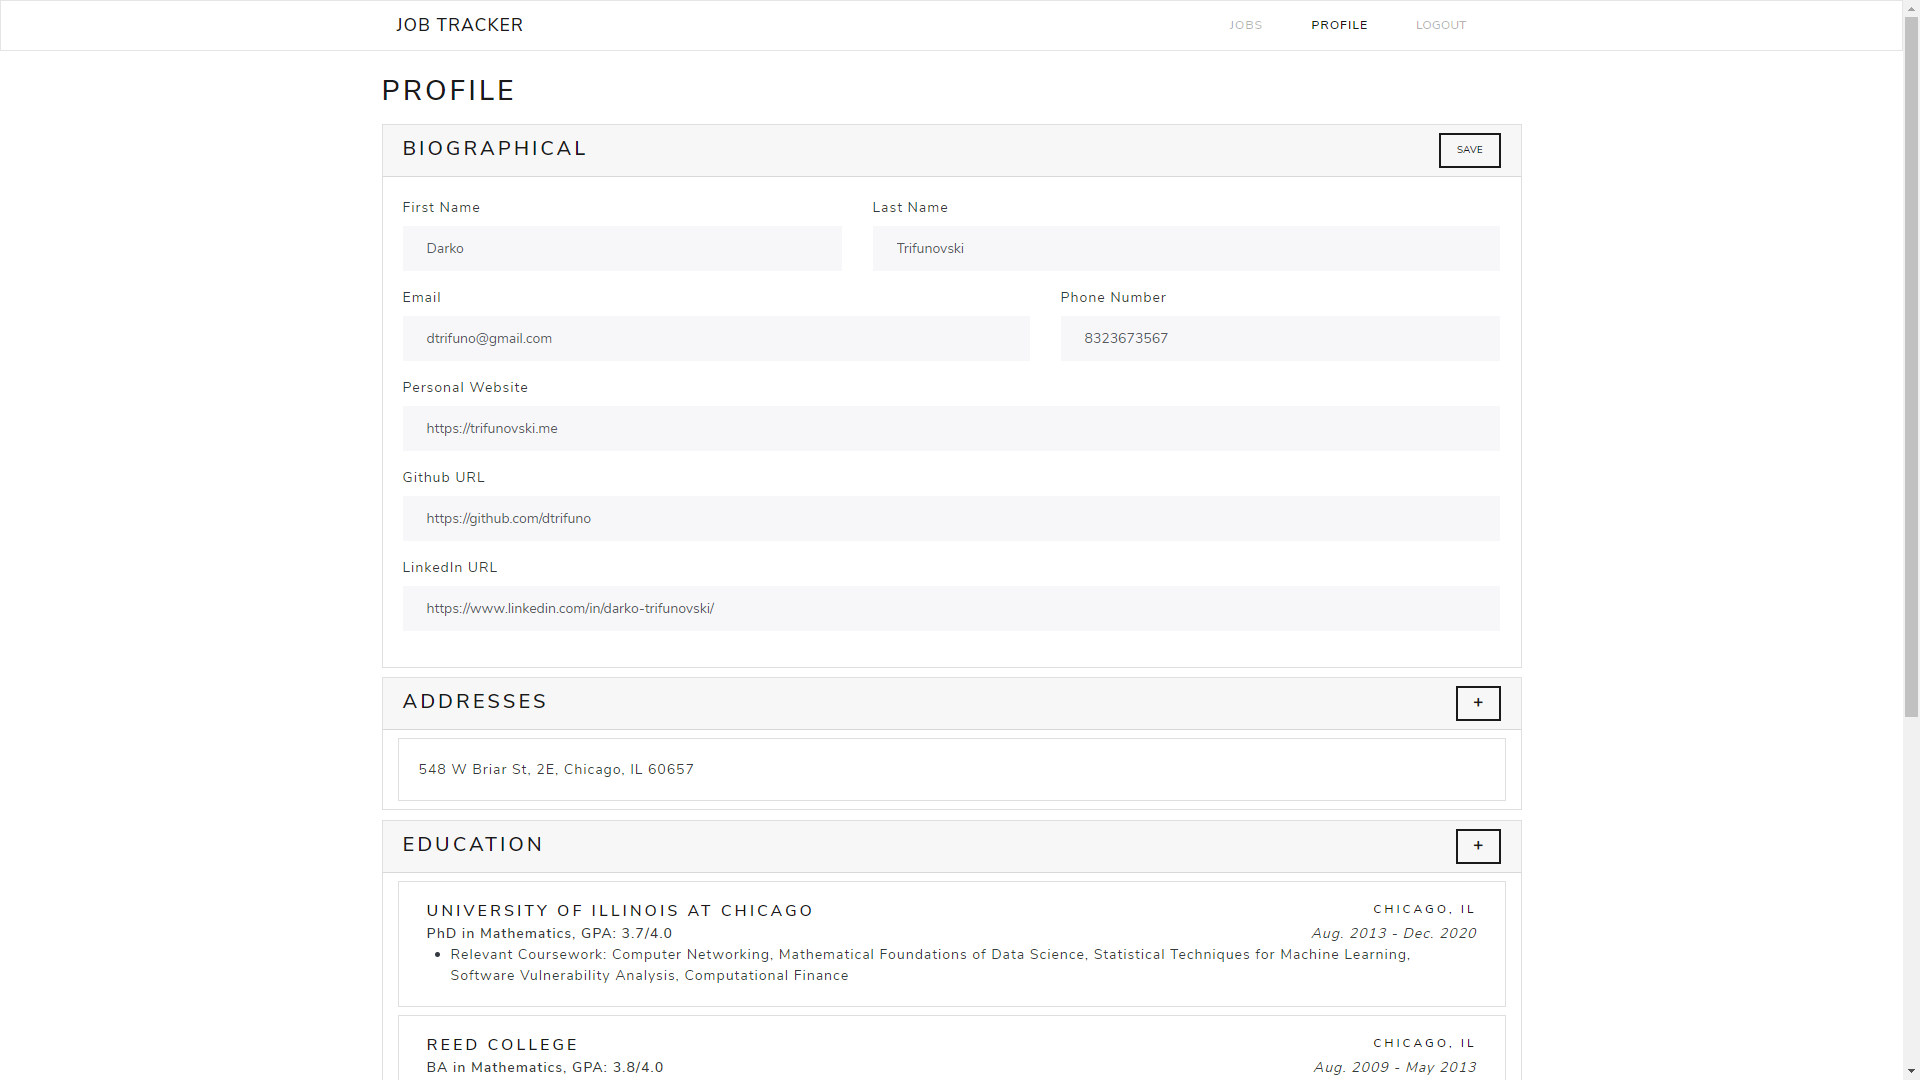 JOB TRACKER JOBS PROFILE LOGOUT
PROFILE
BIOGRAPHICAL SAVE
First Name Last Name
Darko Trifunovski
Email Phone Number
dtrifuno@gmail.com 8323673567
Personal Website
https://trifunovski.me
Github URL
https://github.com/dtrifuno
LinkedIn URL
https://www.linkedin.com/in/darko-trifunovski/
ADDRESSES +
548 W Briar St, 2E, Chicago, IL 60657
EDUCATION +
UNIVERSITY OF ILLINOIS AT CHICAGO CHICAGO, IL
PhD in Mathematics, GPA: 3.7/4.0 Aug. 2013 - Dec. 2020
• Relevant Coursework: Computer Networking, Mathematical Foundations of Data Science, Statistical Techniques for Machine Learning,
Software Vulnerability Analysis, Computational Finance
REED COLLEGE CHICAGO, IL
BA in Mathematics, GPA: 3.8/4.0 Aug. 2009 - May 2013